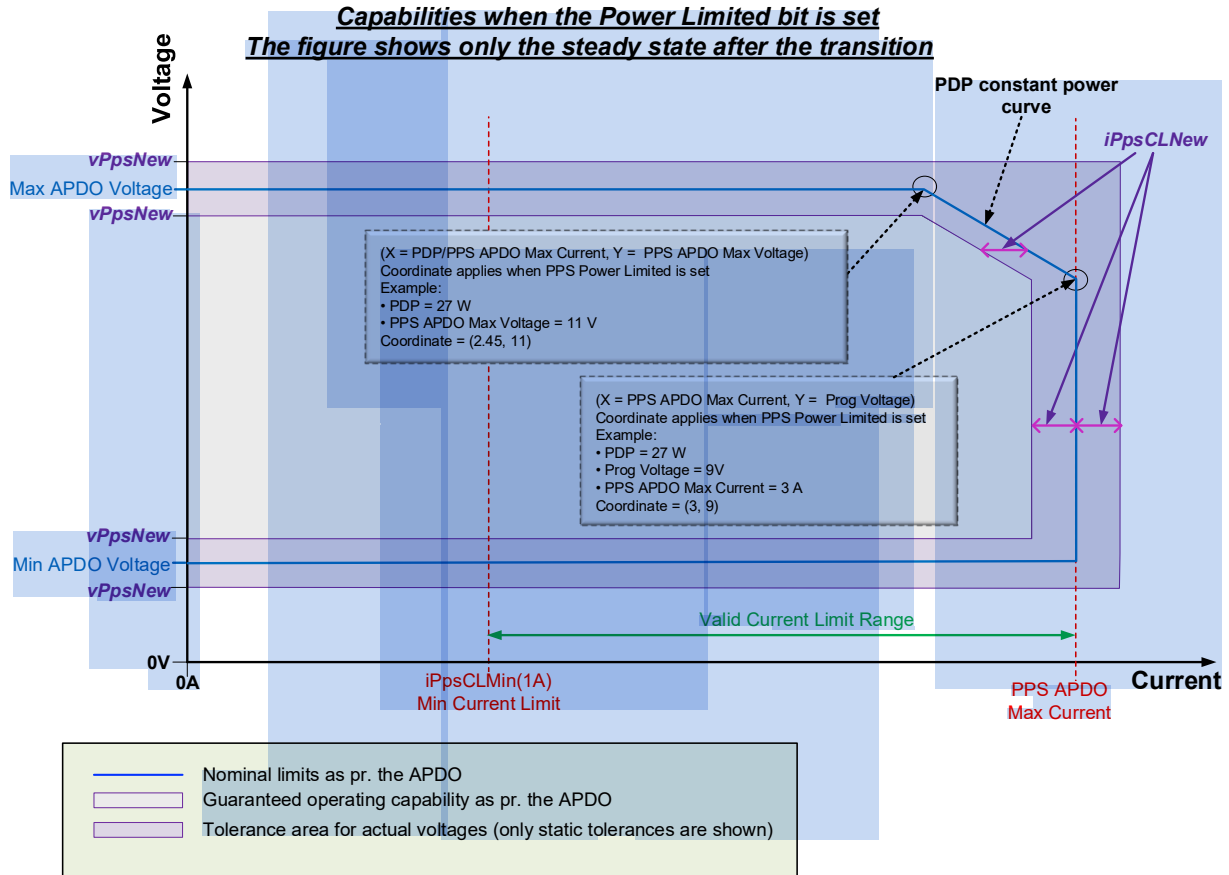 Capabilities when the Power Limited bit is set
The figure shows only the steady state after the transition
Voltage
PDP constant power
curve
iPpsCLNew
vPpsNew
Max APDO Voltage
vPpsNew
(X = PDP/PPS APDO Max Current, Y = PPS APDO Max Voltage)
Coordinate applies when PPS Power Limited is set
Example:
• PDP = 27 W
• PPS APDO Max Voltage = 11 V
Coordinate = (2.45, 11)
(X = PPS APDO Max Current, Y = Prog Voltage)
Coordinate applies when PPS Power Limited is set
Example:
• PDP = 27 W
• Prog Voltage = 9V
• PPS APDO Max Current = 3 A
Coordinate = (3, 9)
vPpsNew
Min APDO Voltage
vPpsNew
Valid Current Limit Range
0V
0A
iPpsCLMin(1A)
Min Current Limit
PPS APDO
Max Current
Current
Nominal limits as pr. the APDO
Guaranteed operating capability as pr. the APDO
Tolerance area for actual voltages (only static tolerances are shown)